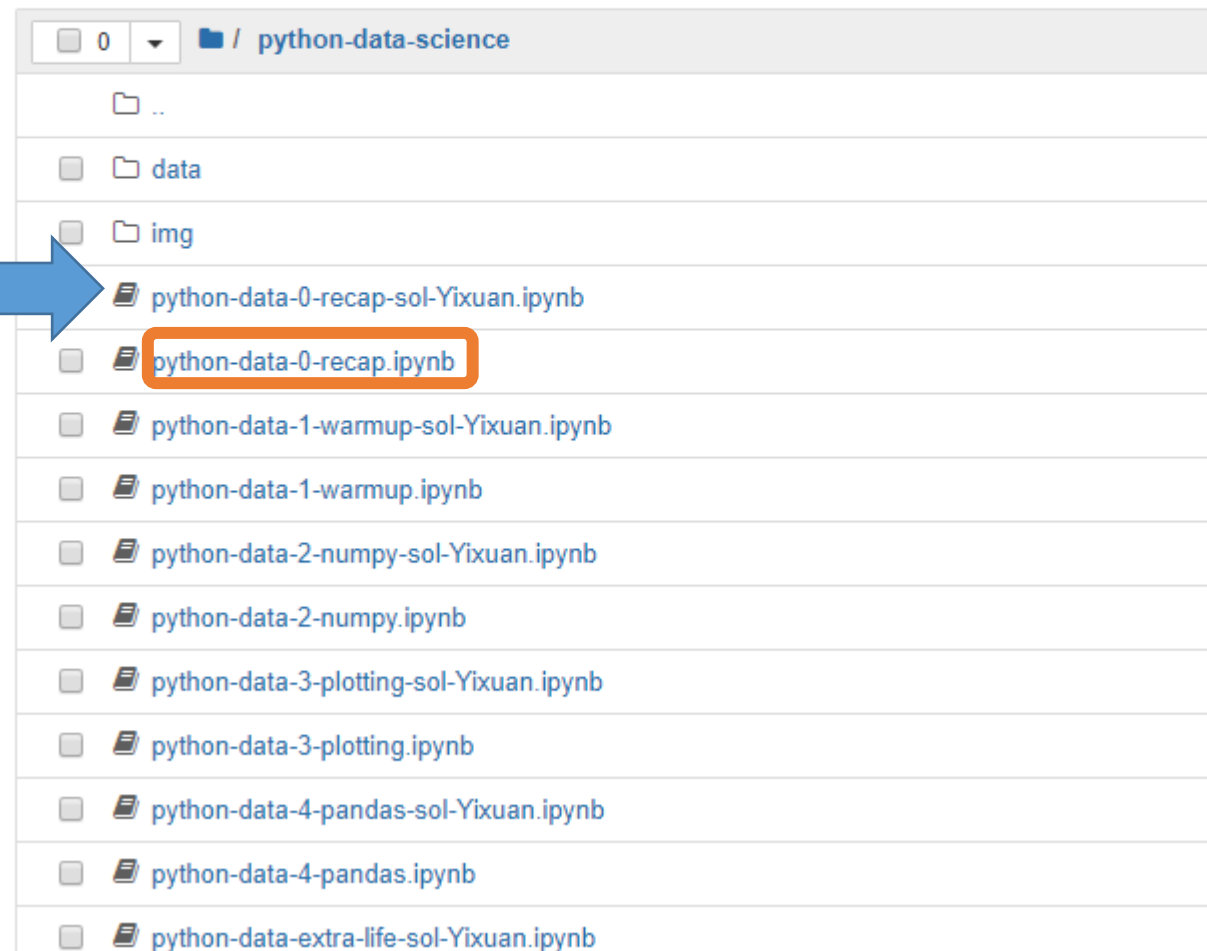 0 / python-data-science
..
data
img
python-data-0-recap-sol-Yixuan.ipynb
python-data-0-recap.ipynb
python-data-1-warmup-sol-Yixuan.ipynb
python-data-1-warmup.ipynb
python-data-2-numpy-sol-Yixuan.ipynb
python-data-2-numpy.ipynb
python-data-3-plotting-sol-Yixuan.ipynb
python-data-3-plotting.ipynb
python-data-4-pandas-sol-Yixuan.ipynb
python-data-4-pandas.ipynb
python-data-extra-life-sol-Yixuan.ipynb